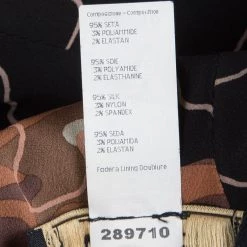 Composizione - Composition
95% SETA
3% POLIAMMIDE
2% ELASTAN
95% SOIE
3% POLYAMIDE
2% ELASTHANNE
95% SILK
3% NYLON
2% SPANDEX
95% SEDA
3% POLIAMIDA
2% ELASTAN
Fodera Lining Doublure
289710